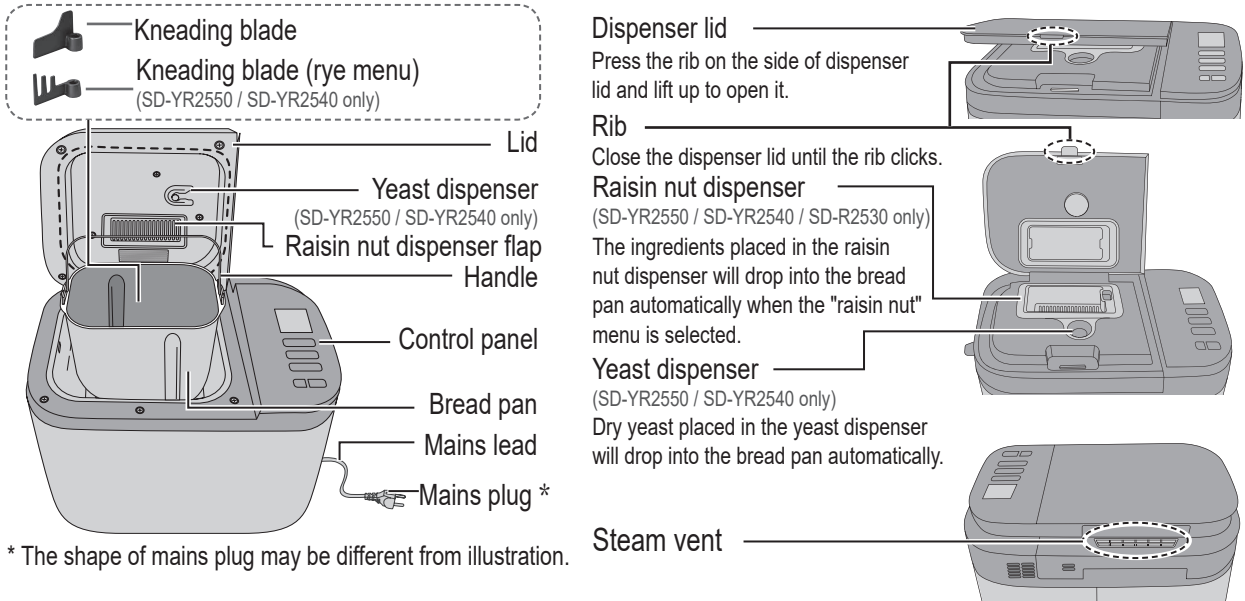 Kneading blade
Kneading blade (rye menu)
(SD-YR2550 / SD-YR2540 only)
Lid
Yeast dispenser
(SD-YR2550 / SD-YR2540 only)
Raisin nut dispenser flap
Handle
Control panel
Bread pan
Mains lead
Mains plug *
* The shape of mains plug may be different from illustration.
Dispenser lid
Press the rib on the side of dispenser
lid and lift up to open it.
Rib
Close the dispenser lid until the rib clicks.
Raisin nut dispenser
(SD-YR2550 / SD-YR2540 / SD-R2530 only)
The ingredients placed in the raisin
nut dispenser will drop into the bread
pan automatically when the "raisin nut"
menu is selected.
Yeast dispenser
(SD-YR2550 / SD-YR2540 only)
Dry yeast placed in the yeast dispenser
will drop into the bread pan automatically.
Steam vent